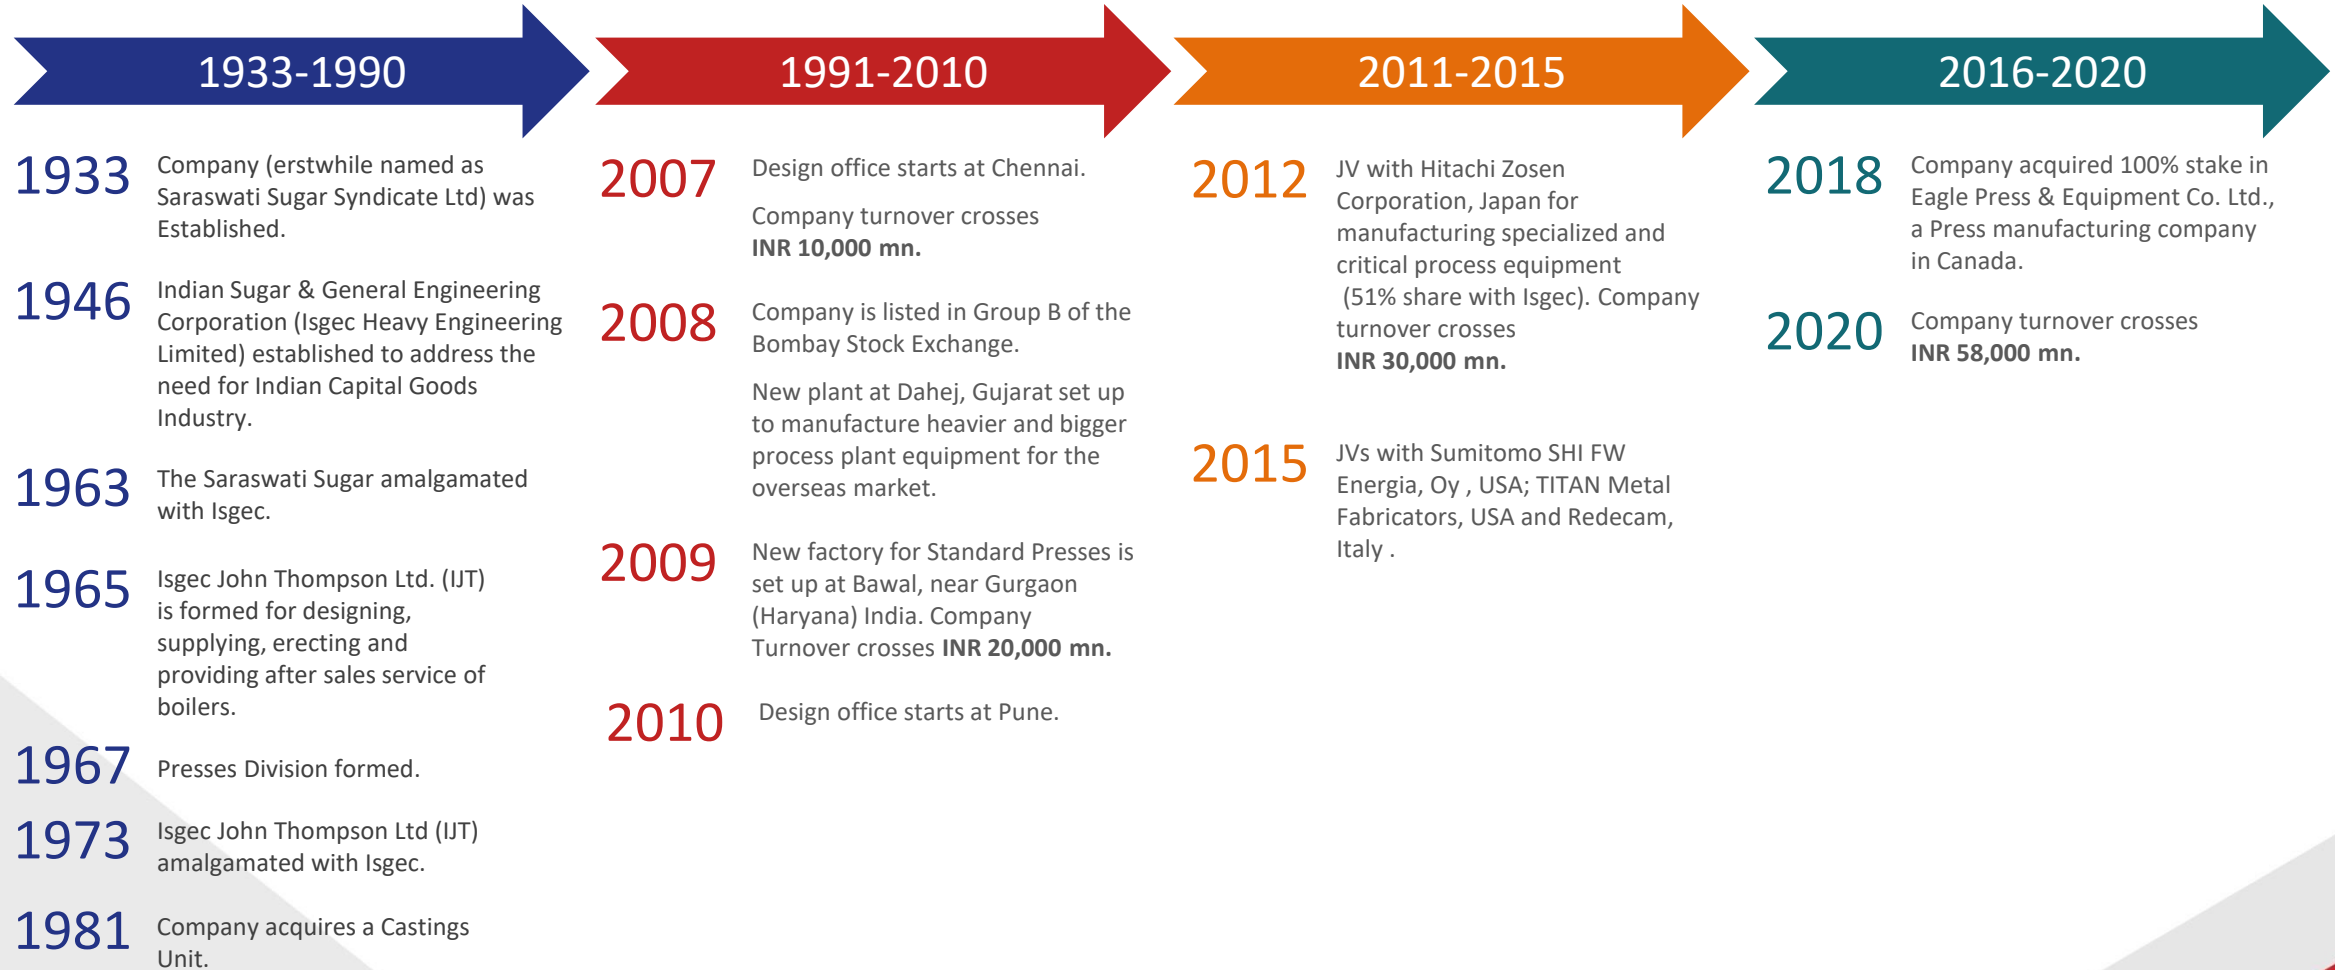 1933-1990
1933
Company (erstwhile named as
Saraswati Sugar Syndicate Ltd) was
Established.
1946
Indian Sugar & General Engineering
Corporation (Isgec Heavy Engineering
Limited) established to address the
need for Indian Capital Goods
Industry.
1963
The Saraswati Sugar amalgamated
with Isgec.
1965
Isgec John Thompson Ltd. (IJT)
is formed for designing,
supplying, erecting and
providing after sales service of
boilers.
1967
Presses Division formed.
1973
Isgec John Thompson Ltd (IJT)
amalgamated with Isgec.
1981
Company acquires a Castings
Unit.
1991-2010
2007
Design office starts at Chennai.
Company turnover crosses
INR 10,000 mn.
2008
Company is listed in Group B of the
Bombay Stock Exchange.
New plant at Dahej, Gujarat set up
to manufacture heavier and bigger
process plant equipment for the
overseas market.
2009
New factory for Standard Presses is
set up at Bawal, near Gurgaon
(Haryana) India. Company
Turnover crosses INR 20,000 mn.
2010
Design office starts at Pune.
2011-2015
2012
JV with Hitachi Zosen
Corporation, Japan for
manufacturing specialized and
critical process equipment
(51% share with Isgec). Company
turnover crosses
INR 30,000 mn.
2015
JVs with Sumitomo SHI FW
Energia, Oy , USA; TITAN Metal
Fabricators, USA and Redecam,
Italy .
2016-2020
2018
Company acquired 100% stake in
Eagle Press & Equipment Co. Ltd.,
a Press manufacturing company
in Canada.
2020
Company turnover crosses
INR 58,000 mn.